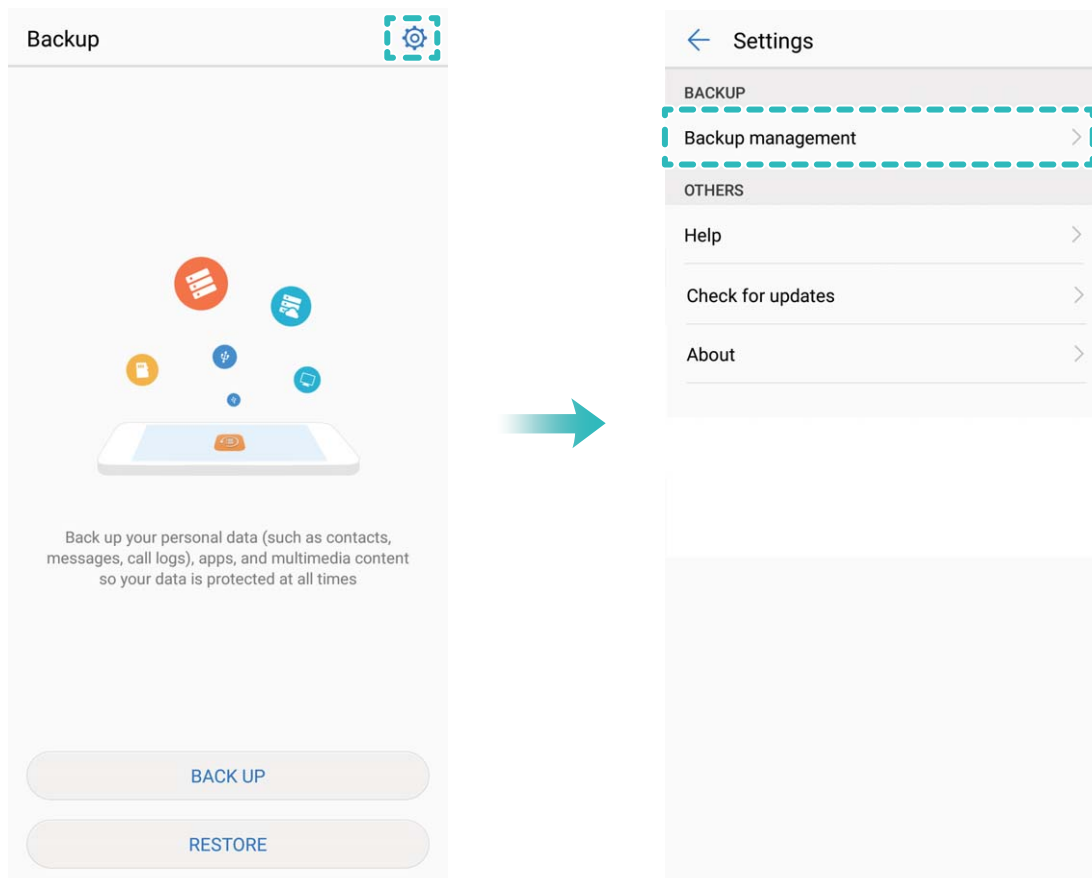 Backup
Back up your personal data (such as contacts,
messages, call logs), apps, and multimedia content
so your data is protected at all times
BACK UP
RESTORE
Settings
BACKUP
Backup management
OTHERS
Help
Check for updates
About